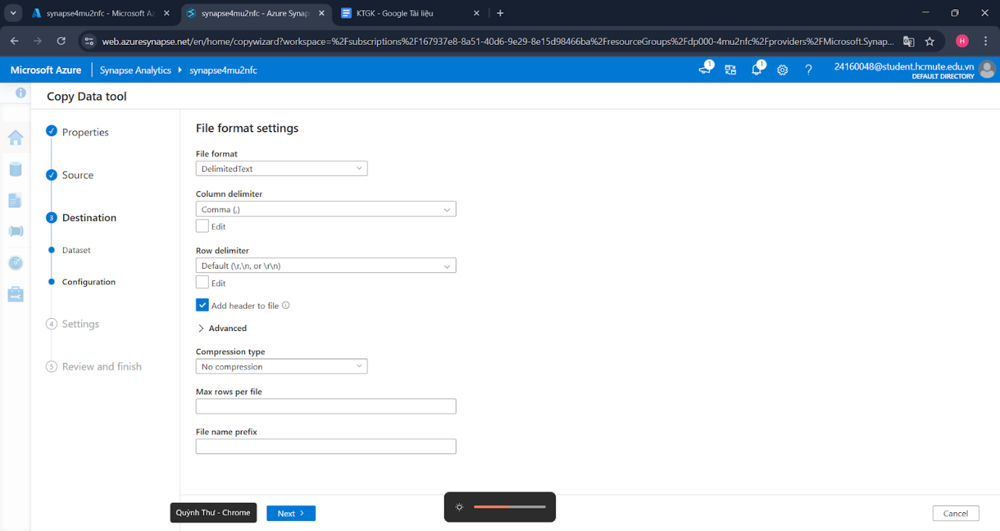 synapse4mu2nfc - Microsoft Az
synapse4mu2nfc - Azure Synap
KTGK - Google Tài liệu
web.azuresynapse.net/en/home/copywizard?workspace=%2Fsubscriptions%2F167937e8-8a51-40d6-9e29-8e15d98466ba%2FresourceGroups%2Fdp000-4mu2nfc%2Fproviders%2FMicrosoft.Synap...
H
Microsoft Azure
Synapse Analytics
synapse4mu2nfc
1
1
24160048@student.hcmute.edu.vn
DEFAULT DIRECTORY
Copy Data tool
Properties
Source
3 Destination
Dataset
Configuration
4 Settings
5 Review and finish
File format settings
File format
DelimitedText
Column delimiter
Comma (,)
Edit
Row delimiter
Default (\r,\n, or \r\n)
Edit
Add header to file
Advanced
Compression type
No compression
Max rows per file
File name prefix
Quỳnh Thư - Chrome
Next
Cancel